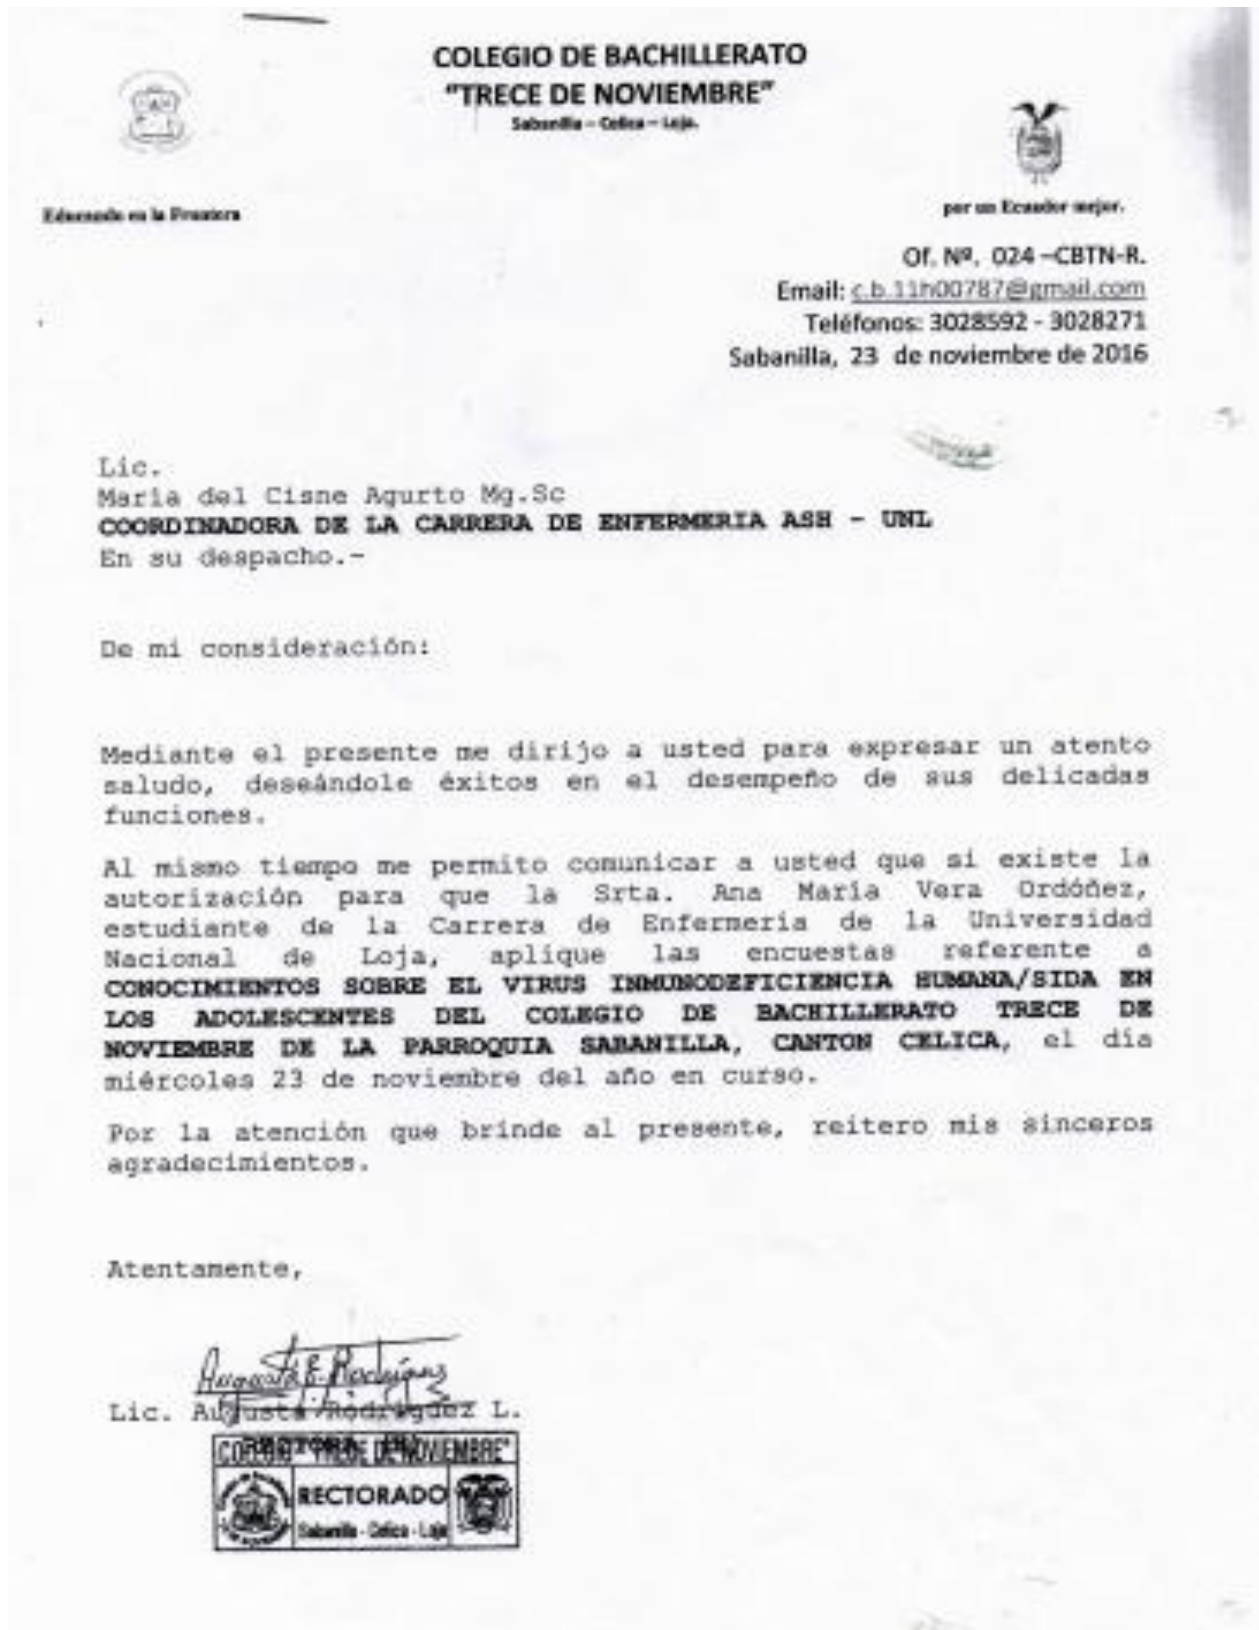 COLEGIO DE BACHILLERATO
"TRECE DE NOVIEMBRE"
Sabanilla – Celica – Loja.
Educando en la Frontera
por un Ecuador mejor.
Of. Nº. 024 –CBTN-R.
Email: c.b.11h00787@gmail.com
Teléfonos: 3028592 - 3028271
Sabanilla, 23 de noviembre de 2016
Lic.
Maria del Cisne Agurto Mg.Sc
COORDINADORA DE LA CARRERA DE ENFERMERIA ASH – UNL
En su despacho.-
De mi consideración:
Mediante el presente me dirijo a usted para expresar un atento
saludo, deseándole éxitos en el desempeño de sus delicadas
funciones.
Al mismo tiempo me permito comunicar a usted que si existe la
autorización para que la Srta. Ana María Vera Ordóñez,
estudiante de la Carrera de Enfermería de la Universidad
Nacional de Loja, aplique las encuestas referente a
CONOCIMIENTOS SOBRE EL VIRUS INMUNODEFICIENCIA HUMANA/SIDA EN
LOS ADOLESCENTES DEL COLEGIO DE BACHILLERATO TRECE DE
NOVIEMBRE DE LA PARROQUIA SABANILLA, CANTON CELICA, el día
miércoles 23 de noviembre del año en curso.
Por la atención que brinde al presente, reitero mis sinceros
agradecimientos.
Atentamente,
Augusta E. Rodríguez
Lic. Augusta Rodríguez L.
RECTORA
COLEGIO "TRECE DE NOVIEMBRE"
RECTORADO
Sabanilla - Celica - Loja